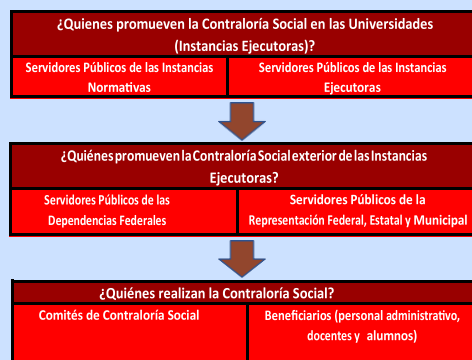 ¿Quienes promueven la Contraloría Social en las Universidades
(Instancias Ejecutoras)?
Servidores Públicos de las Instancias
Normativas
Servidores Públicos de las Instancias
Ejecutoras
¿Quiénes promueven la Contraloría Social exterior de las Instancias
Ejecutoras?
Servidores Públicos de las
Dependencias Federales
Servidores Públicos de la
Representación Federal, Estatal y Municipal
¿Quiénes realizan la Contraloría Social?
Comités de Contraloría Social
Beneficiarios (personal administrativo,
docentes y alumnos)